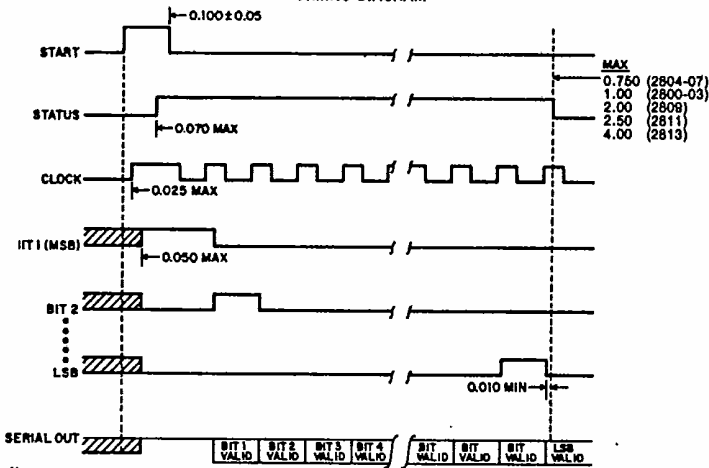 0.100±0.05
START
MAX
0.750 (2804-07)
1.00 (2800-03)
2.00 (2809)
2.50 (2811)
4.00 (2813)
STATUS
0.070 MAX
CLOCK
0.025 MAX
BIT 1 (MSB)
0.050 MAX
BIT 2
LSB
0.010 MIN
SERIAL OUT
BIT 1 VALID
BIT 2 VALID
BIT 3 VALID
BIT 4 VALID
BIT VALID
BIT VALID
BIT VALID
LSB VALID